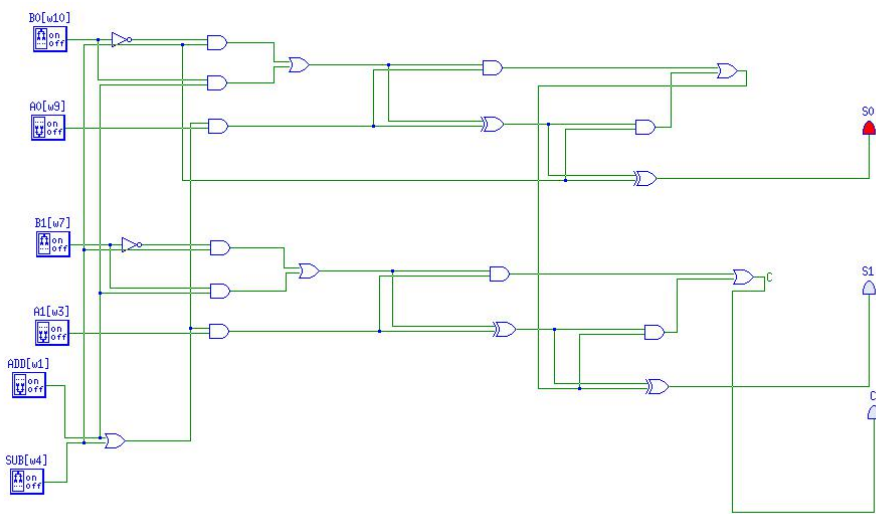 B0[w10]
on
off
A0[w9]
on
off
S0
B1[w7]
on
off
C
S1
A1[w3]
on
off
ADD[w1]
on
off
C
SUB[w4]
on
off